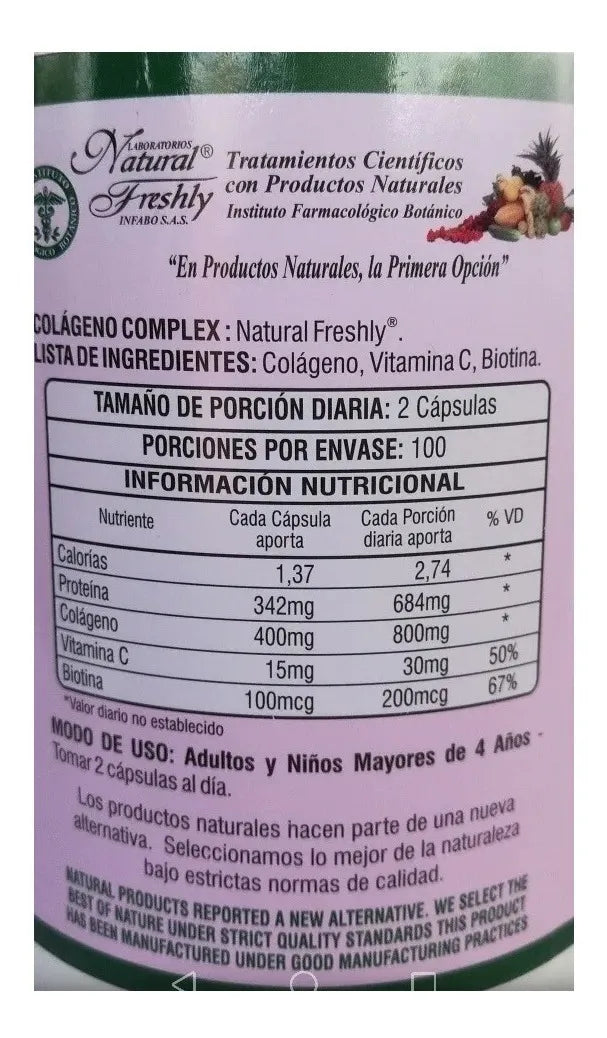 LABORATORIOS
Natural®
Freshly
INFABO S.A.S.
Tratamientos Científicos
con Productos Naturales
Instituto Farmacológico Botánico
"En Productos Naturales, la Primera Opción"
COLÁGENO COMPLEX : Natural Freshly®.
LISTA DE INGREDIENTES: Colágeno, Vitamina C, Biotina.
TAMAÑO DE PORCIÓN DIARIA: 2 Cápsulas
PORCIONES POR ENVASE: 100
INFORMACIÓN NUTRICIONAL
Nutriente Cada Cápsula aporta Cada Porción diaria aporta % VD
Calorías 1,37 2,74 *
Proteína 342mg 684mg *
Colágeno 400mg 800mg *
Vitamina C 15mg 30mg 50%
Biotina 100mcg 200mcg 67%
*Valor diario no establecido
MODO DE USO: Adultos y Niños Mayores de 4 Años -
Tomar 2 cápsulas al día.
Los productos naturales hacen parte de una nueva
alternativa. Seleccionamos lo mejor de la naturaleza
bajo estrictas normas de calidad.
NATURAL PRODUCTS REPORTED A NEW ALTERNATIVE. WE SELECT THE
BEST OF NATURE UNDER STRICT QUALITY STANDARDS THIS PRODUCT
HAS BEEN MANUFACTURED UNDER GOOD MANUFACTURING PRACTICES